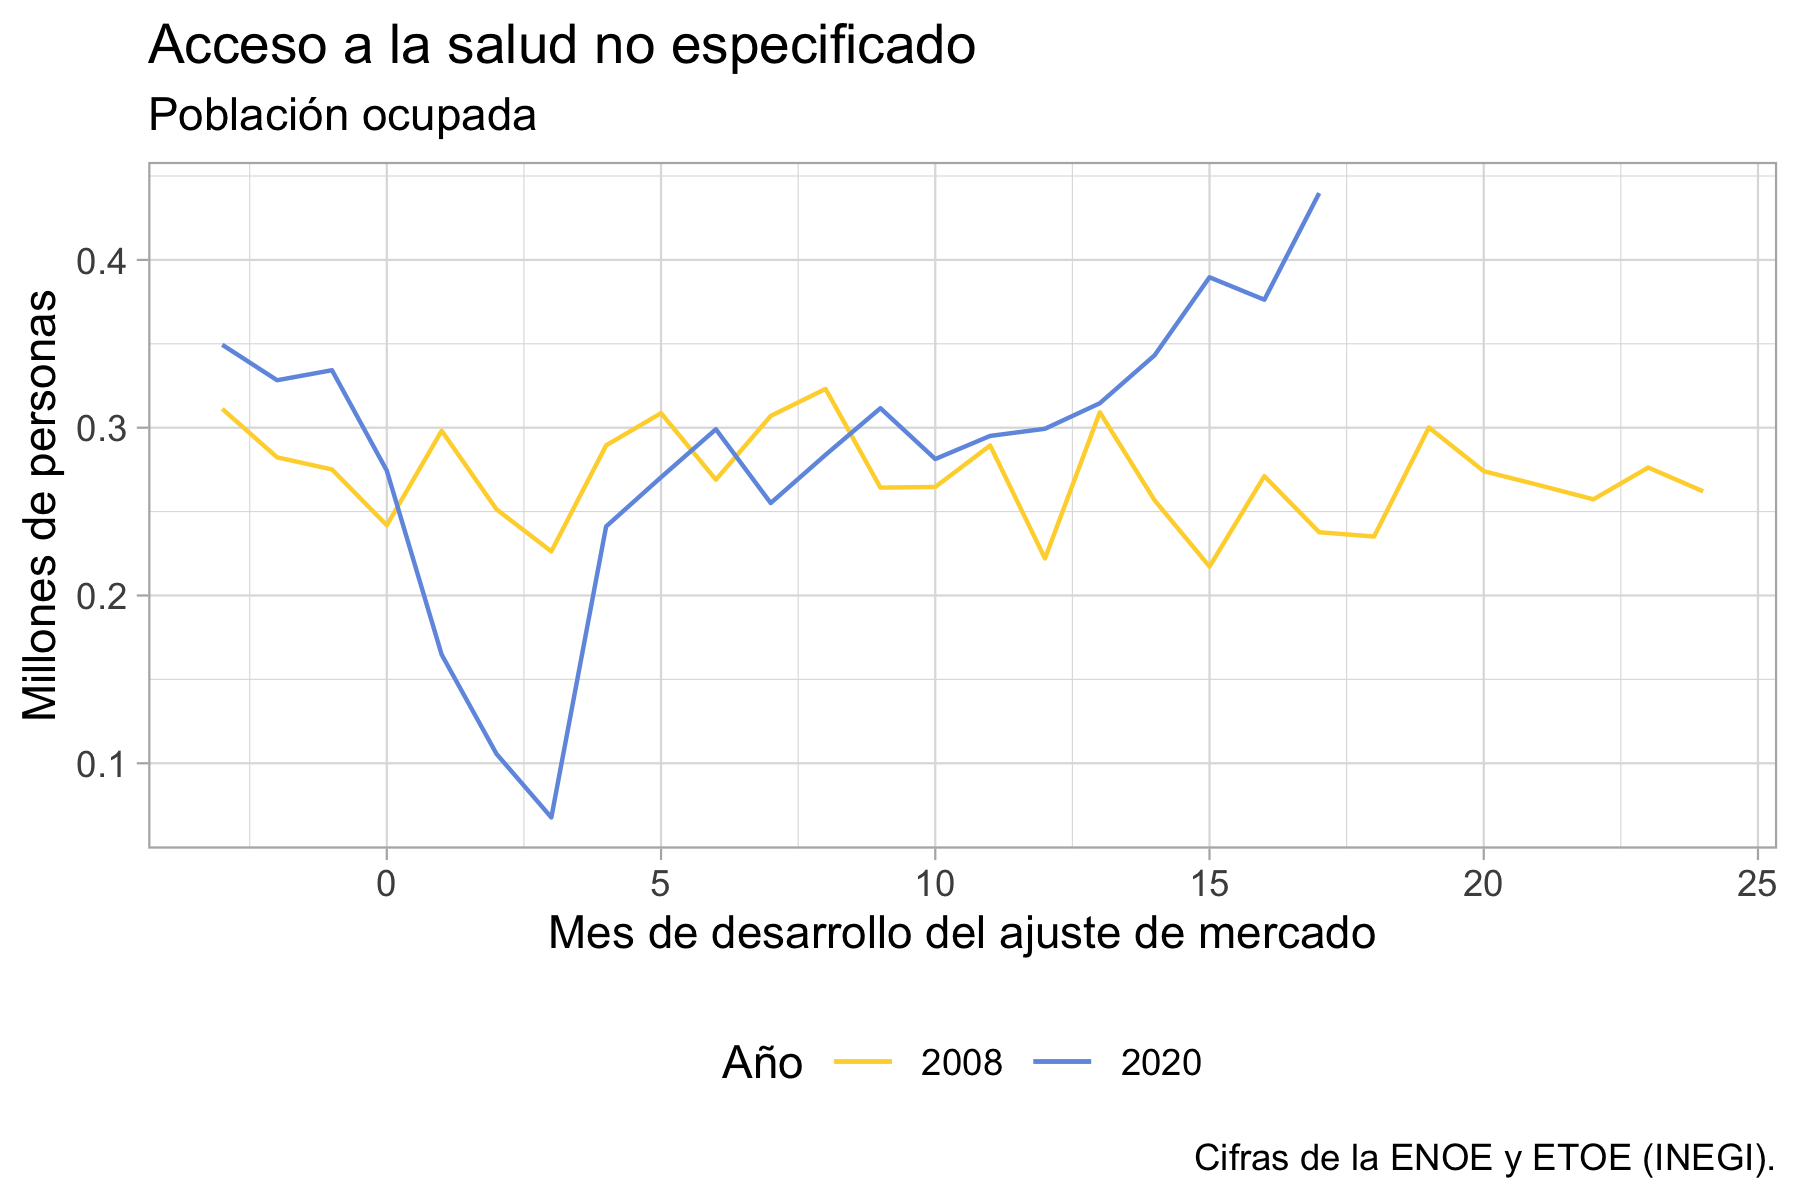 Acceso a la salud no especificado
Población ocupada
Millones de personas
0.4
0.3
0.2
0.1
0 5 10 15 20 25
Mes de desarrollo del ajuste de mercado
Año 2008 2020
Cifras de la ENOE y ETOE (INEGI).